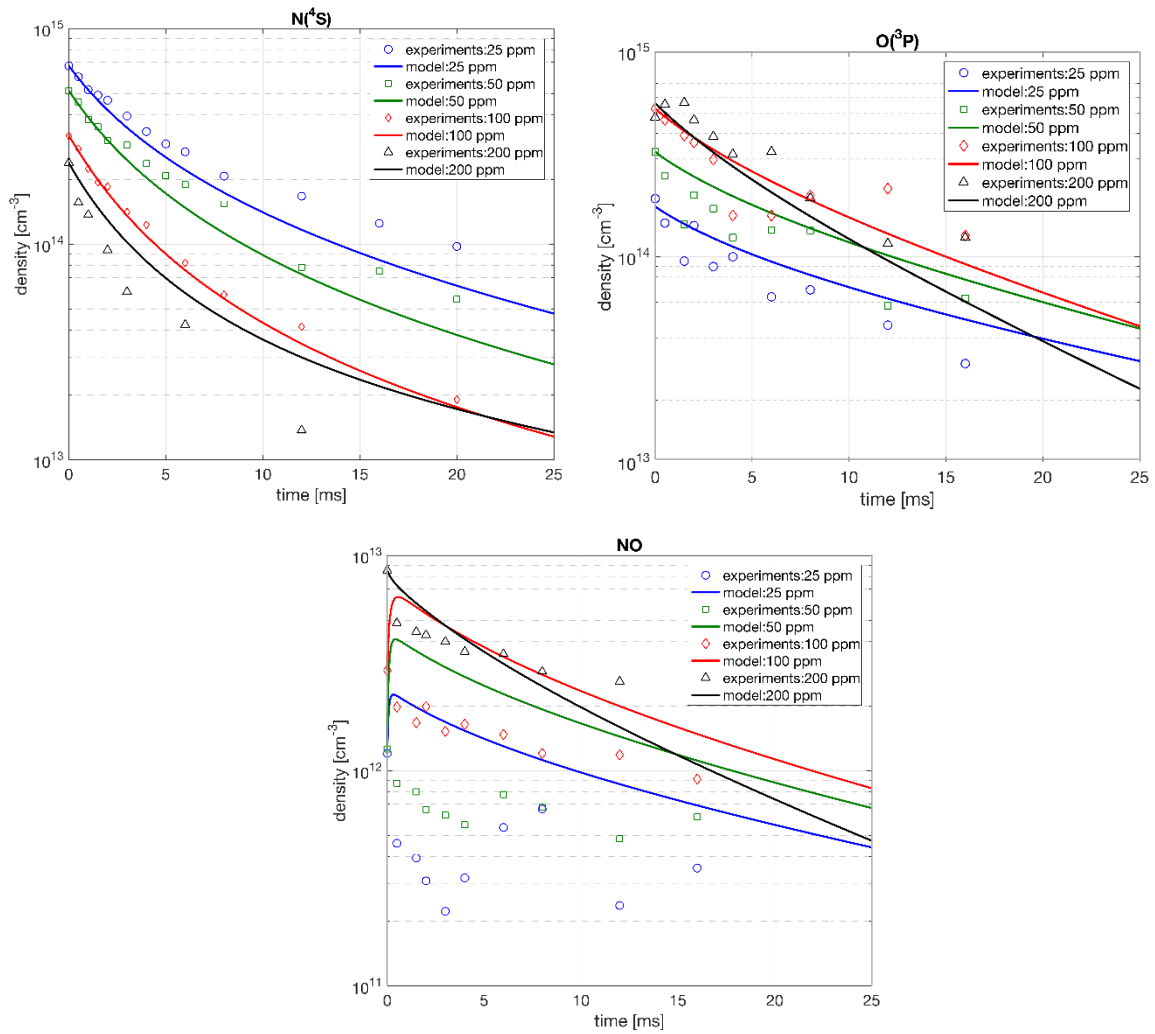 N(⁴S)
10¹⁵
10¹⁴
10¹³
density [cm⁻³]
0 5 10 15 20 25
time [ms]
experiments:25 ppm
model:25 ppm
experiments:50 ppm
model:50 ppm
experiments:100 ppm
model:100 ppm
experiments:200 ppm
model:200 ppm
O(³P)
10¹⁵
10¹⁴
10¹³
density [cm⁻³]
0 5 10 15 20 25
time [ms]
experiments:25 ppm
model:25 ppm
experiments:50 ppm
model:50 ppm
experiments:100 ppm
model:100 ppm
experiments:200 ppm
model:200 ppm
NO
10¹³
10¹²
10¹¹
density [cm⁻³]
0 5 10 15 20 25
time [ms]
experiments:25 ppm
model:25 ppm
experiments:50 ppm
model:50 ppm
experiments:100 ppm
model:100 ppm
experiments:200 ppm
model:200 ppm